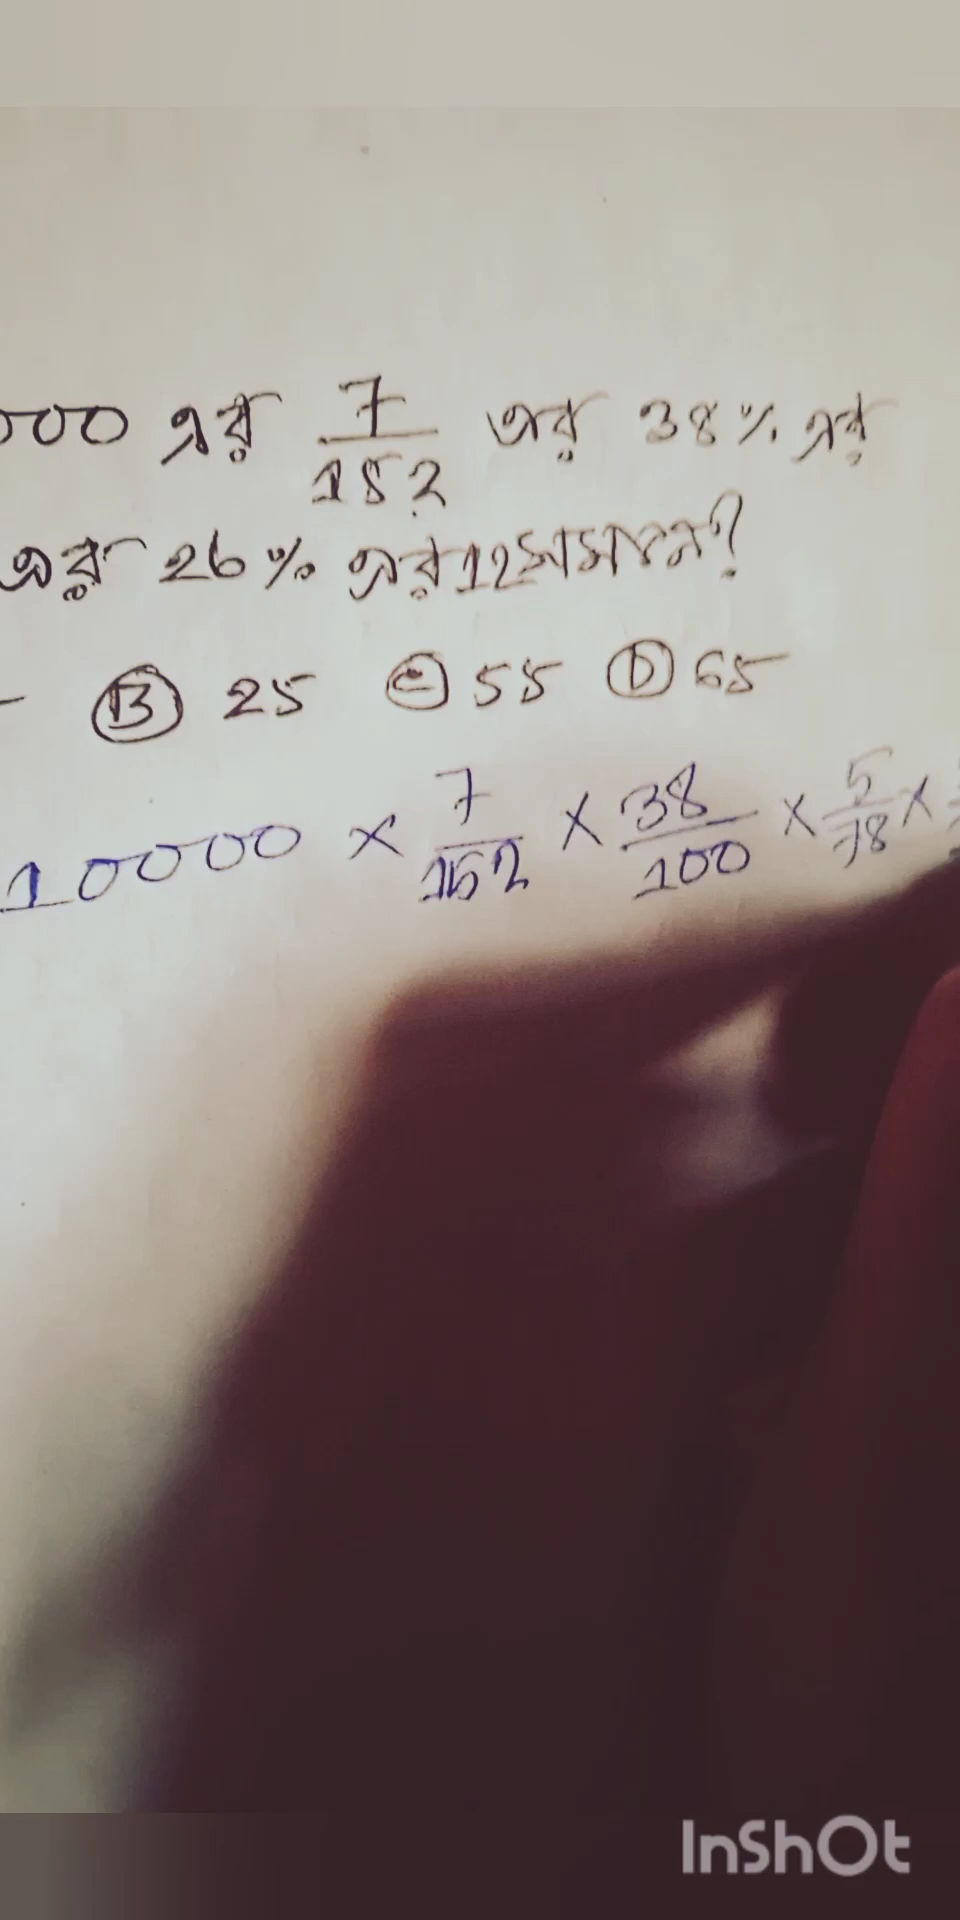 000 এর 7/152 এর 38% এর
এর 26% এর 12 সমান?
Ⓑ 25 Ⓒ 55 Ⓓ 65
10000 × 7/152 × 38/100 × 5/78 ×
InShOt